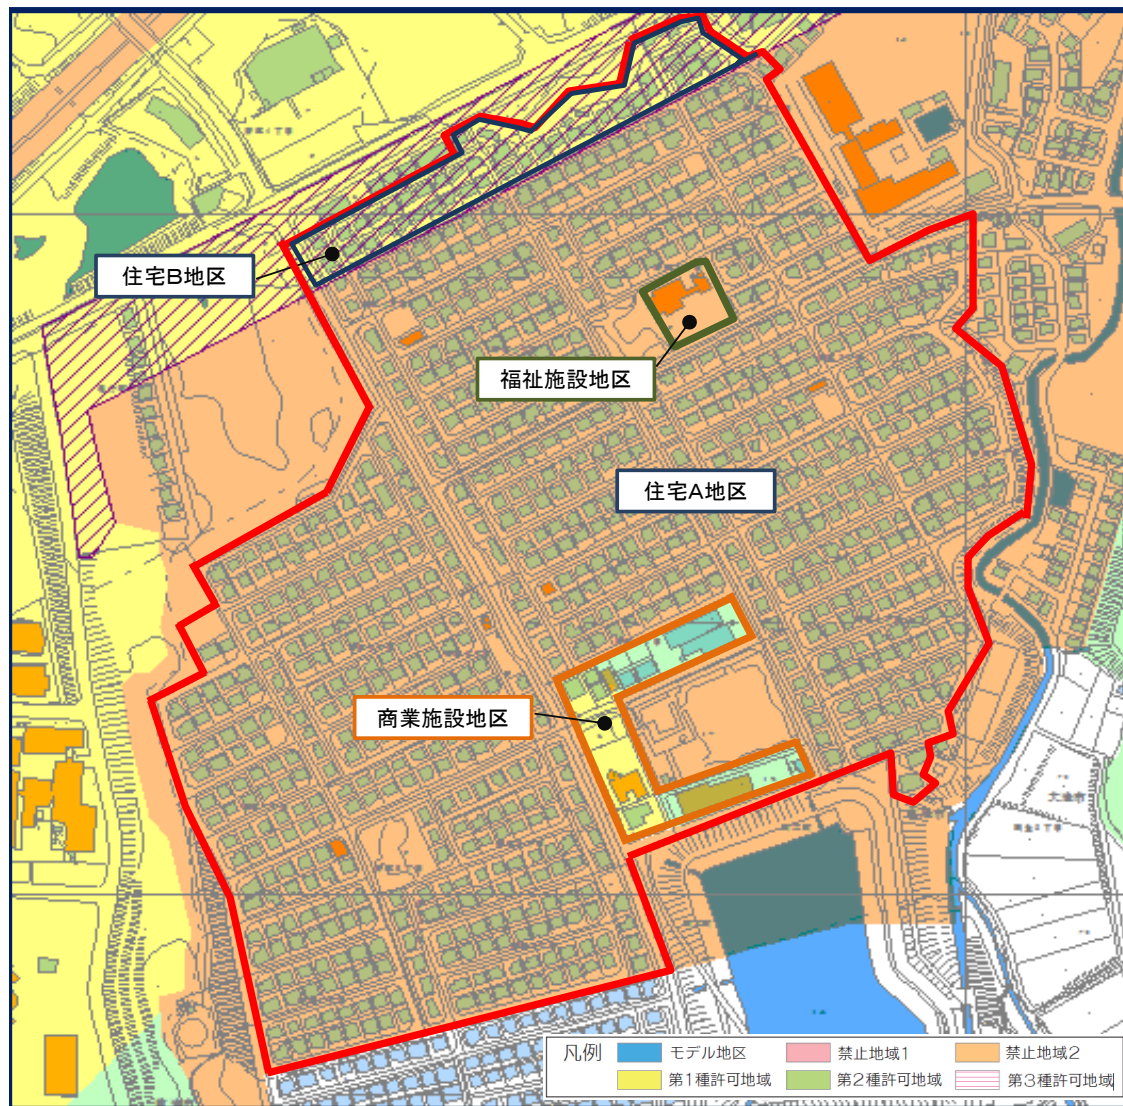 住宅B地区
福祉施設地区
住宅A地区
商業施設地区
凡例
モデル地区
禁止地域1
禁止地域2
第1種許可地域
第2種許可地域
第3種許可地域